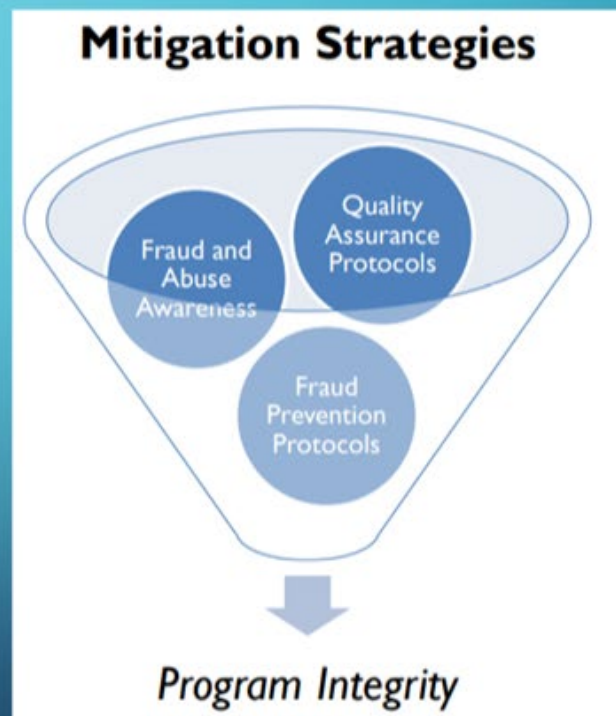 Mitigation Strategies
Quality
Assurance
Protocols
Fraud and
Abuse
Awareness
Fraud
Prevention
Protocols
Program Integrity